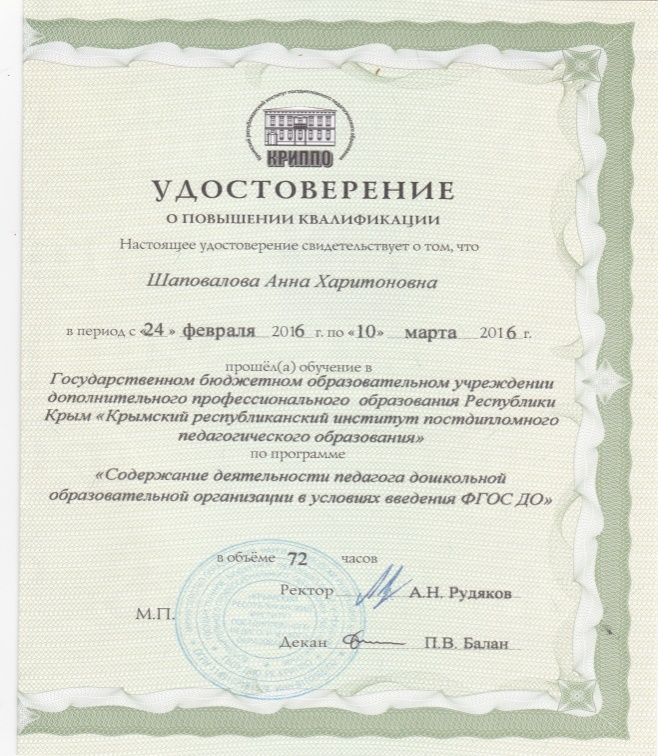 КРИППО
УДОСТОВЕРЕНИЕ
О ПОВЫШЕНИИ КВАЛИФИКАЦИИ
Настоящее удостоверение свидетельствует о том, что
Шаповалова Анна Харитоновна
в период с «24 » февраля 2016 г. по «10» марта 2016 г.
прошёл(а) обучение в
Государственном бюджетном образовательном учреждении
дополнительного профессионального образования Республики
Крым «Крымский республиканский институт постдипломного
педагогического образования»
по программе
«Содержание деятельности педагога дошкольной
образовательной организации в условиях введения ФГОС ДО»
в объёме 72 часов
Ректор А.Н. Рудяков
М.П.
Декан П.В. Балан